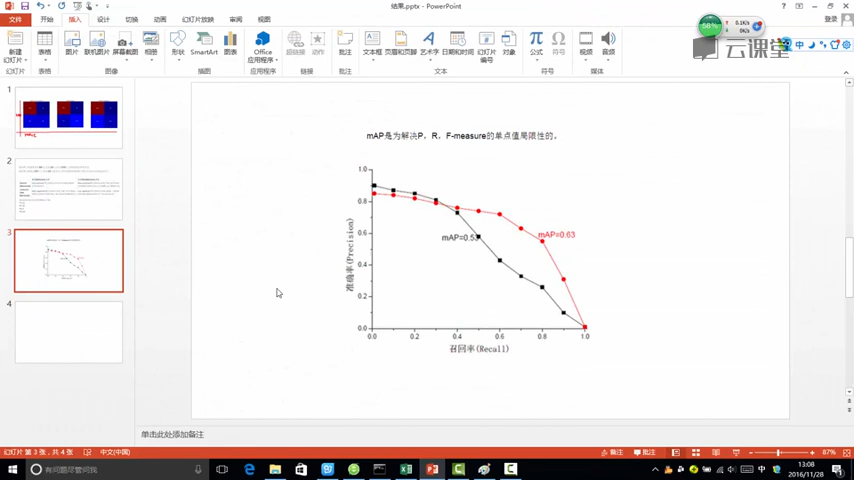 结果.pptx - PowerPoint
文件 开始 插入 设计 切换 动画 幻灯片放映 审阅 视图
登录
58%
0.1K/s
0K/s
云课堂
新建
幻灯片
表格
图片 联机图片 屏幕截图 相册
形状 SmartArt 图表
Office
应用程序
超链接 动作
批注
文本框 页眉和页脚 艺术字 日期和时间 幻灯片
编号
对象
公式 符号
视频 音频
幻灯片 表格 图像 插图 应用程序 链接 批注 文本 符号 媒体
1
2
3
4
mAP是为解决P、R、F-measure的单点值局限性的。
1.0
0.8
0.6
0.4
0.2
0.0
准确率(Precision)
mAP=0.53
mAP=0.63
0.0 0.2 0.4 0.6 0.8 1.0
召回率(Recall)
单击此处添加备注
幻灯片 第 3 张，共 4 张 中文(中国) 备注 批注 87%
有问题尽管问我
中
13:08
2016/11/28